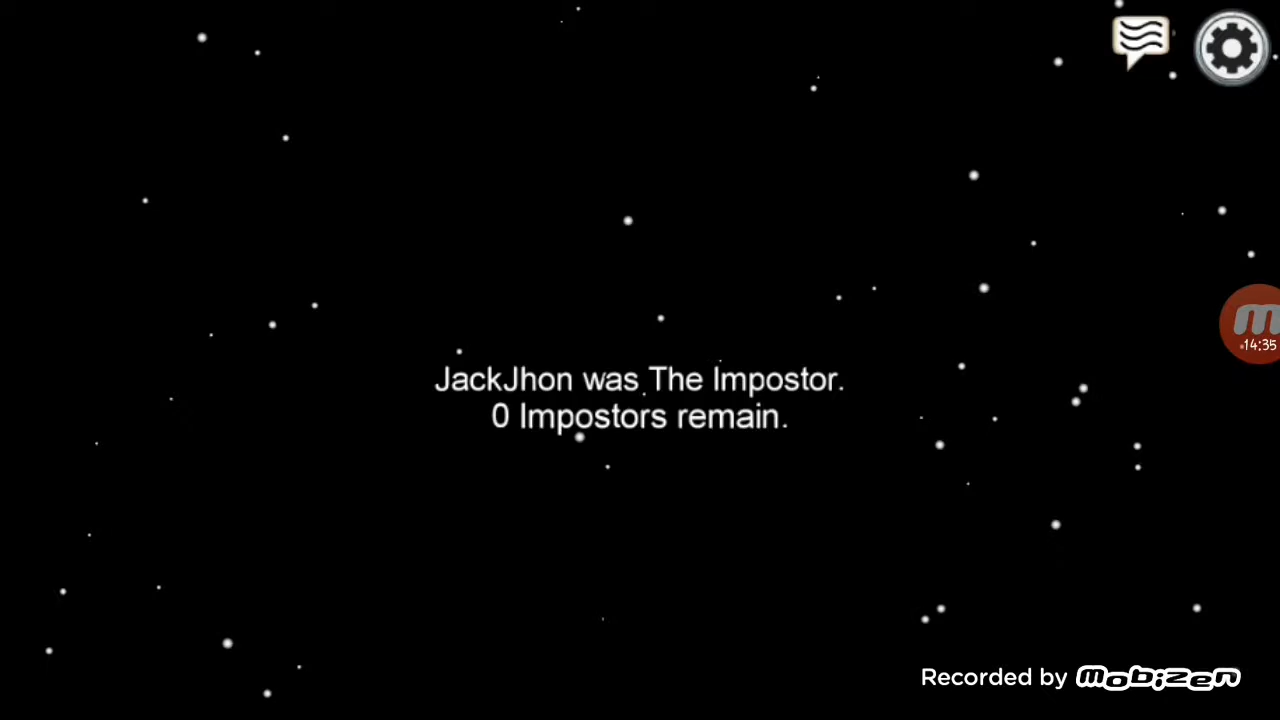 14:35
JackJhon was The Impostor.
0 Impostors remain.
Recorded by mobizen